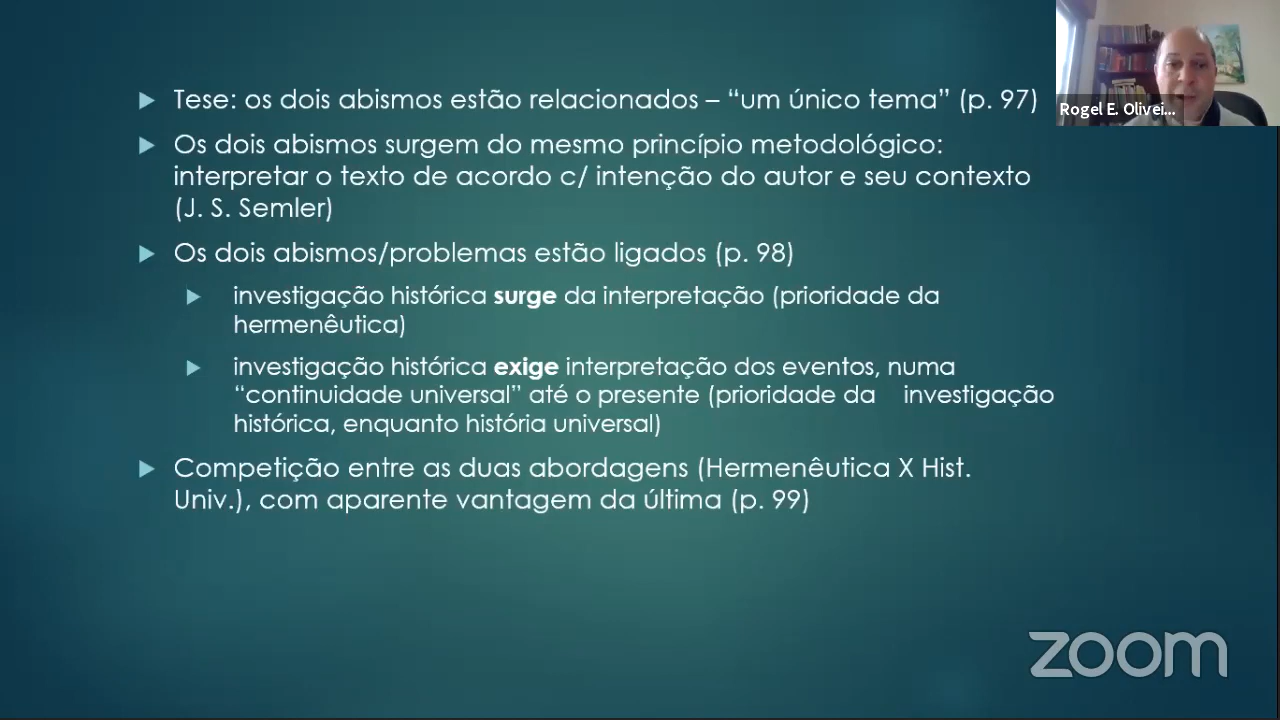 Tese: os dois abismos estão relacionados – “um único tema” (p. 97)
Os dois abismos surgem do mesmo princípio metodológico:
interpretar o texto de acordo c/ intenção do autor e seu contexto
(J. S. Semler)
Os dois abismos/problemas estão ligados (p. 98)
investigação histórica surge da interpretação (prioridade da
hermenêutica)
investigação histórica exige interpretação dos eventos, numa
“continuidade universal” até o presente (prioridade da investigação
histórica, enquanto história universal)
Competição entre as duas abordagens (Hermenêutica X Hist.
Univ.), com aparente vantagem da última (p. 99)
Rogel E. Olivei...
zoom